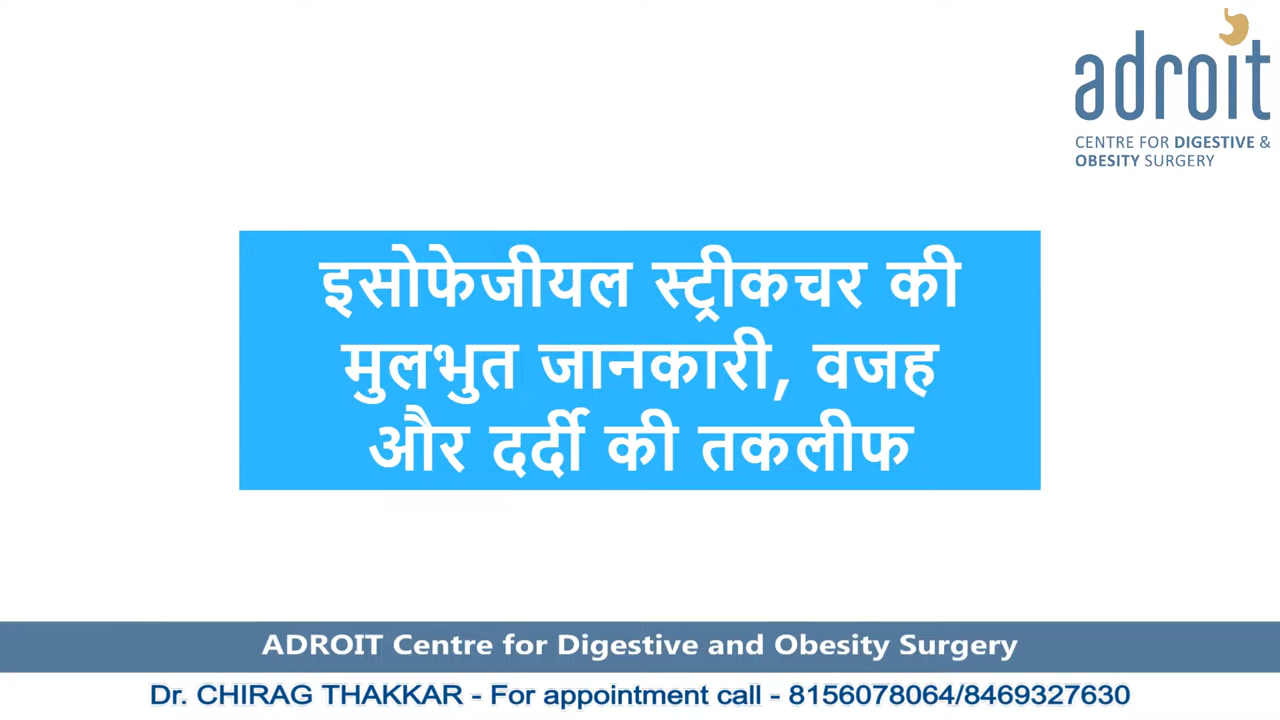 adroit
CENTRE FOR DIGESTIVE &
OBESITY SURGERY
इसोफेजीयल स्ट्रीकचर की
मुलभुत जानकारी, वजह
और दर्दी की तकलीफ
ADROIT Centre for Digestive and Obesity Surgery
Dr. CHIRAG THAKKAR - For appointment call - 8156078064/8469327630